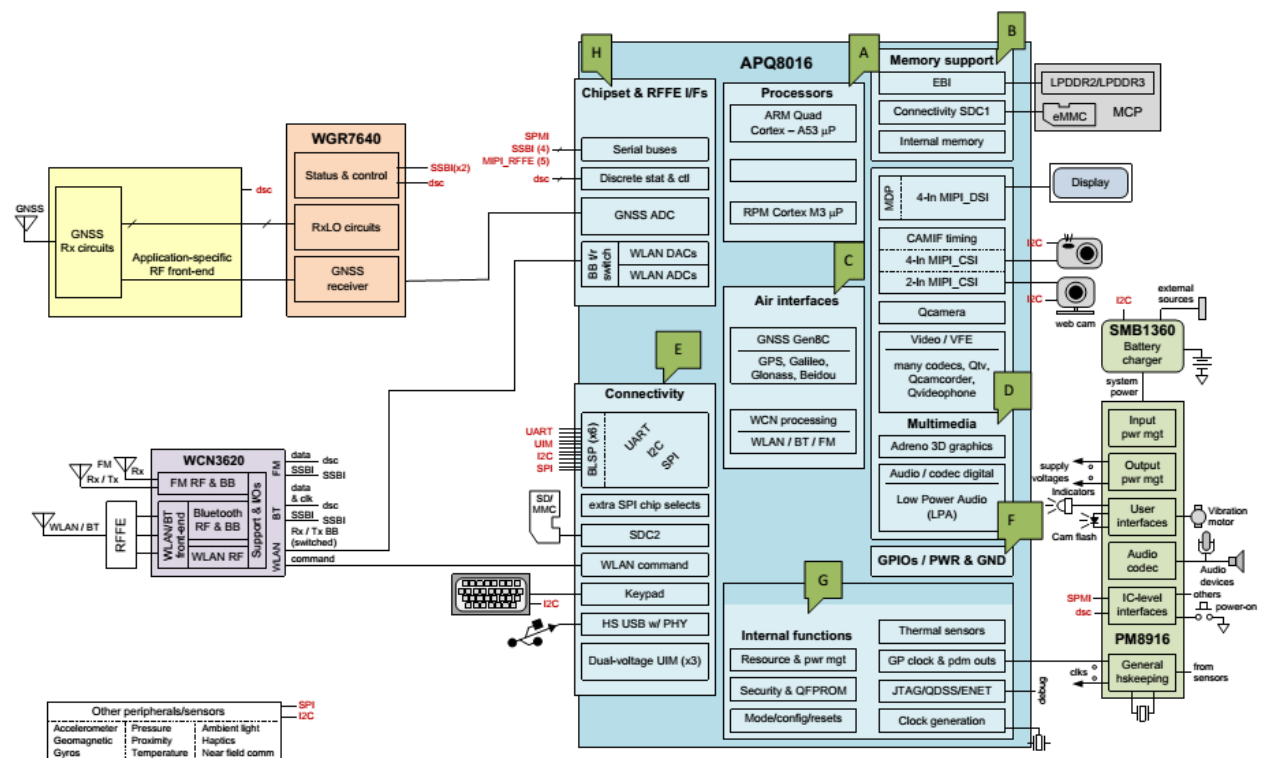 GNSS
GNSS
Rx circuits
Application-specific
RF front-end
dsc
WGR7640
Status & control
RxLO circuits
GNSS
receiver
SSBI(x2)
dsc
FM
Rx / Tx
Rx
WLAN / BT
RFFE
WCN3620
FM RF & BB
WLAN/BT
front-end
Bluetooth
RF & BB
WLAN RF
Support & I/Os
FM
BT
WLAN
data
dsc
SSBI
SSBI
data
& clk
dsc
SSBI
SSBI
Rx / Tx BB
(switched)
command
Other peripherals/sensors
Accelerometer
Geomagnetic
Gyros
Pressure
Proximity
Temperature
Ambient light
Haptics
Near field comm
SPI
I2C
APQ8016
H
Chipset & RFFE I/Fs
SPMI
SSBI (4)
MIPI_RFFE (5)
dsc
Serial buses
Discrete stat & ctl
GNSS ADC
BB I/r
switch
WLAN DACs
WLAN ADCs
E
Connectivity
UART
UIM
I2C
SPI
BLSP (x6)
UART
I2C
SPI
extra SPI chip selects
SD/
MMC
SDC2
WLAN command
Keypad
I2C
HS USB w/ PHY
Dual-voltage UIM (x3)
A
Processors
ARM Quad
Cortex – A53 µP
RPM Cortex M3 µP
C
Air interfaces
GNSS Gen8C
GPS, Galileo,
Glonass, Beidou
WCN processing
WLAN / BT / FM
B
Memory support
EBI
Connectivity SDC1
Internal memory
LPDDR2/LPDDR3
eMMC
MCP
MDP
4-ln MIPI_DSI
Display
CAMIF timing
4-ln MIPI_CSI
2-ln MIPI_CSI
I2C
I2C
web cam
Qcamera
Video / VFE
many codecs, Qtv,
Qcamcorder,
Qvideophone
D
Multimedia
Adreno 3D graphics
Audio / codec digital
Low Power Audio
(LPA)
F
GPIOs / PWR & GND
G
Internal functions
Resource & pwr mgt
Security & QFPROM
Mode/config/resets
Thermal sensors
GP clock & pdm outs
JTAG/QDSS/ENET
Clock generation
debug
I2C
external
sources
SMB1360
Battery
charger
system
power
Input
pwr mgt
Output
pwr mgt
User
interfaces
Audio
codec
IC-level
interfaces
PM8916
General
hskeeping
supply
voltages
Indicators
Cam flash
Vibration
motor
Audio
devices
SPMI
dsc
others
power-on
clks
from
sensors